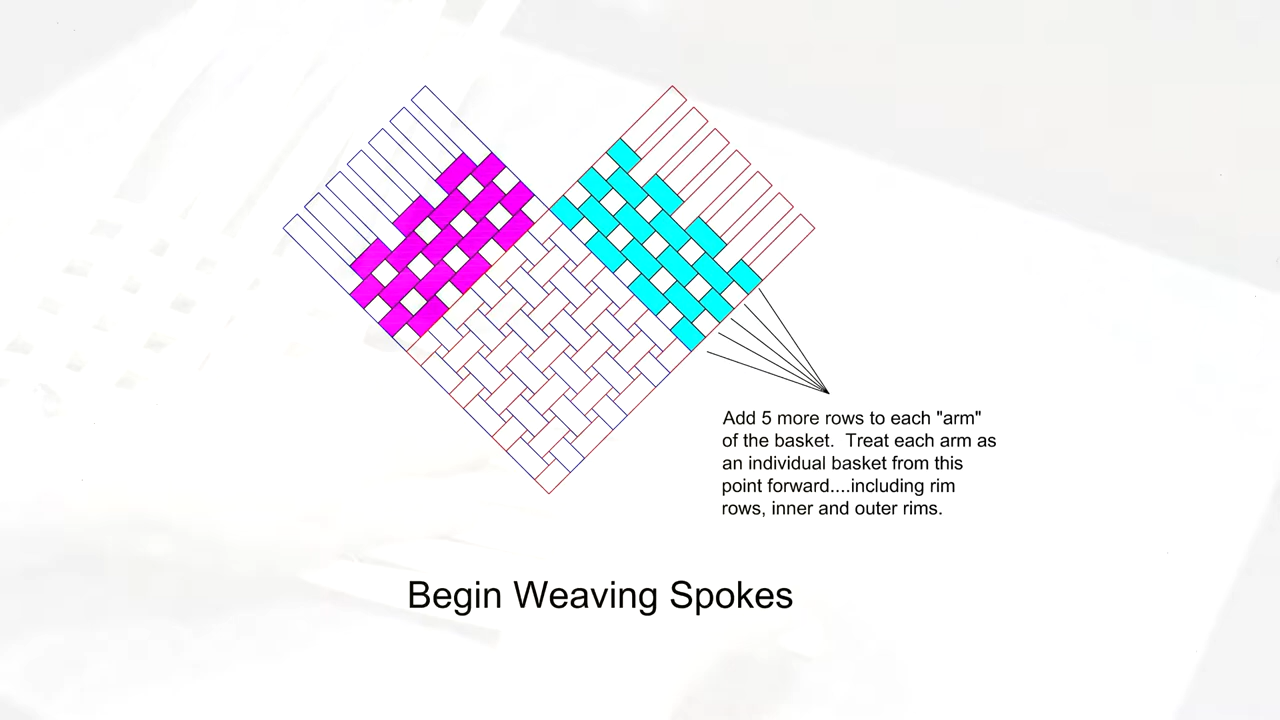 Add 5 more rows to each "arm"
of the basket.  Treat each arm as
an individual basket from this
point forward....including rim
rows, inner and outer rims.
Begin Weaving Spokes